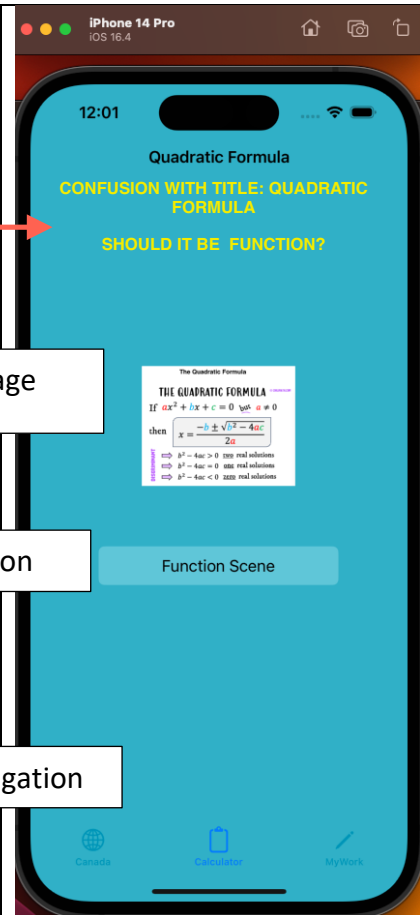 iPhone 14 Pro
iOS 16.4
12:01
Quadratic Formula
CONFUSION WITH TITLE: QUADRATIC
FORMULA
SHOULD IT BE FUNCTION?
age
The Quadratic Formula
THE QUADRATIC FORMULA
If ax² + bx + c = 0 but a ≠ 0
then x = (-b ± √(b² − 4ac)) / 2a
DISCRIMINANT
⇒ b² − 4ac > 0 two real solutions
⇒ b² − 4ac = 0 one real solutions
⇒ b² − 4ac < 0 zero real solutions
on
Function Scene
gation
Canada Calculator MyWork